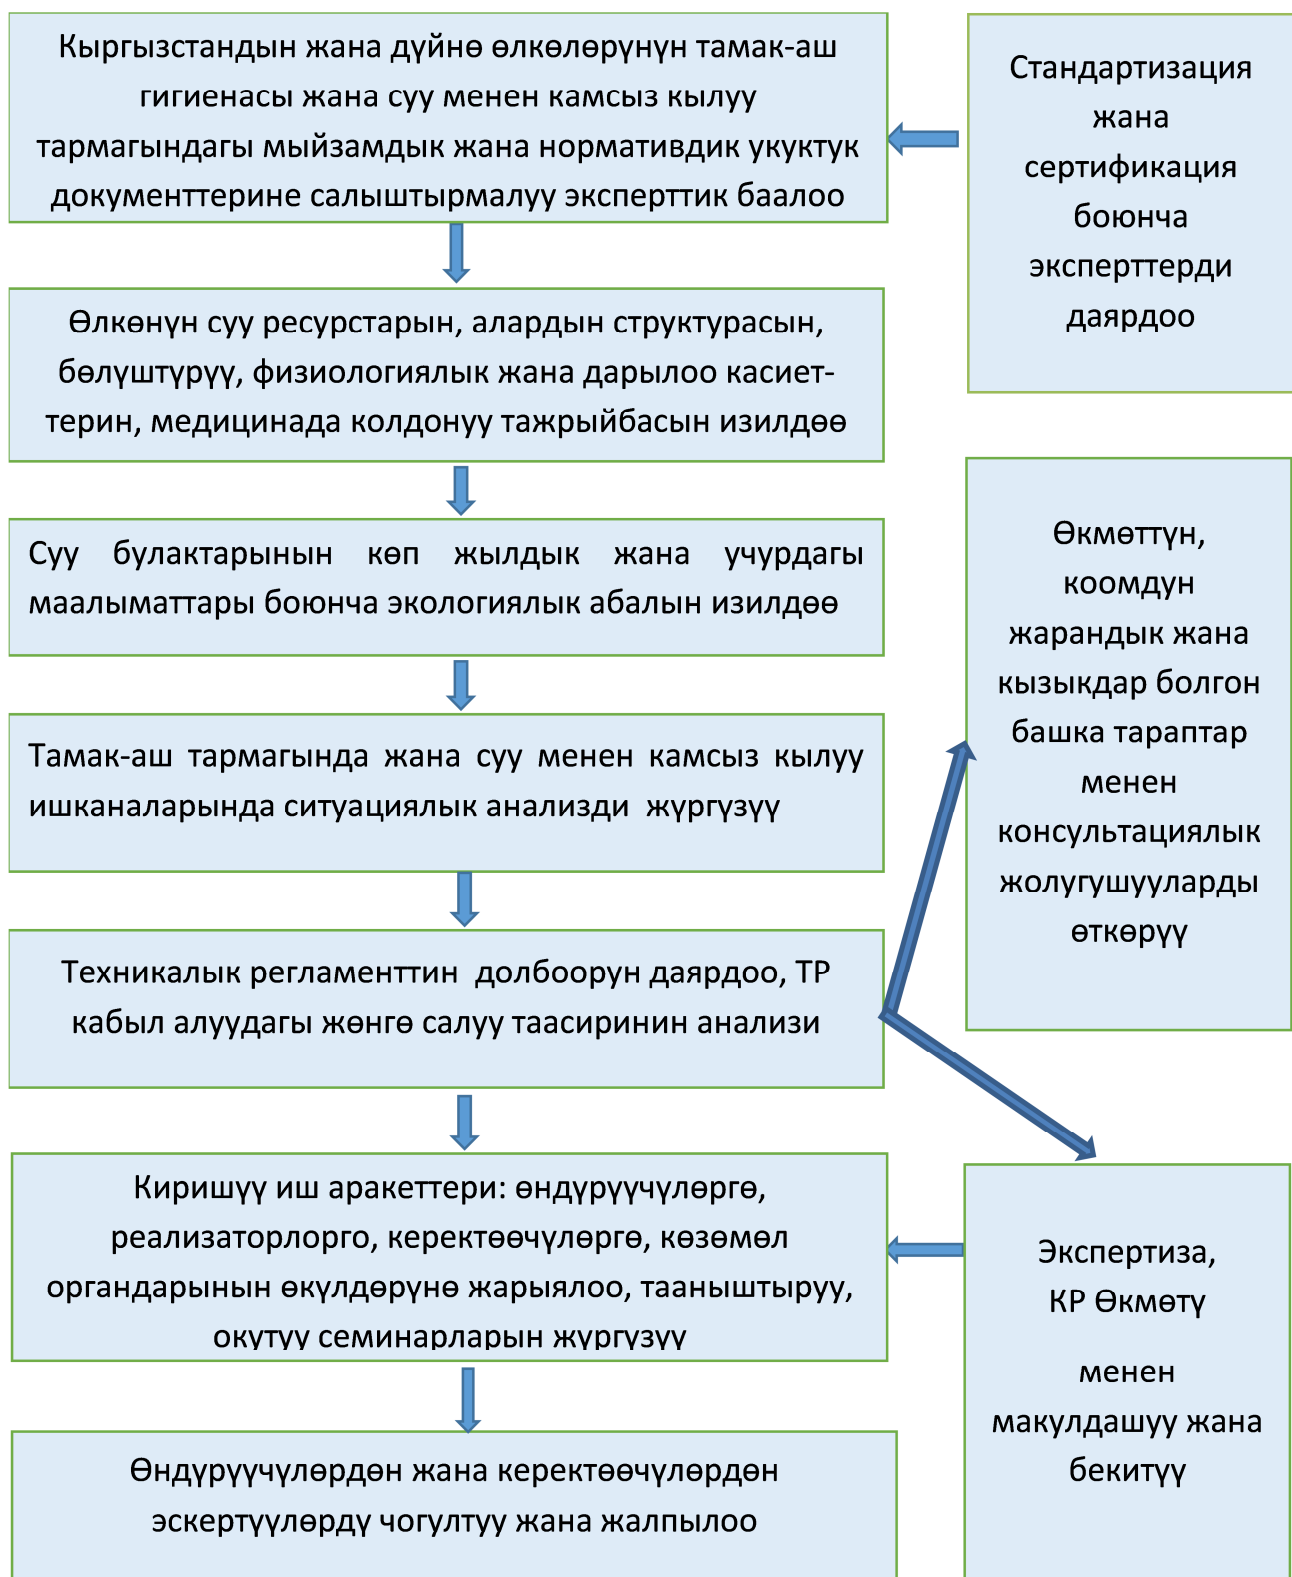 Кыргызстандын жана дүйнө өлкөлөрүнүн тамак-аш
гигиенасы жана суу менен камсыз кылуу
тармагындагы мыйзамдык жана нормативдик укуктук
документтерине салыштырмалуу эксперттик баалоо
Стандартизация
жана
сертификация
боюнча
эксперттерди
даярдоо
Өлкөнүн суу ресурстарын, алардын структурасын,
бөлүштүрүү, физиологиялык жана дарылоо касиет-
терин, медицинада колдонуу тажрыйбасын изилдөө
Суу булактарынын көп жылдык жана учурдагы
маалыматтары боюнча экологиялык абалын изилдөө
Тамак-аш тармагында жана суу менен камсыз кылуу
ишканаларында ситуациялык анализди жүргүзүү
Өкмөттүн,
коомдун
жарандык жана
кызыкдар болгон
башка тараптар
менен
консультациялык
жолугушууларды
өткөрүү
Техникалык регламенттин долбоорун даярдоо, ТР
кабыл алуудагы жөнгө салуу таасиринин анализи
Киришүү иш аракеттери: өндүрүүчүлөргө,
реализаторлорго, керектөөчүлөргө, көзөмөл
органдарынын өкүлдөрүнө жарыялоо, тааныштыруу,
окутуу семинарларын жүргүзүү
Экспертиза,
КР Өкмөтү
менен
макулдашуу жана
бекитүү
Өндүрүүчүлөрдөн жана керектөөчүлөрдөн
эскертүүлөрдү чогултуу жана жалпылоо